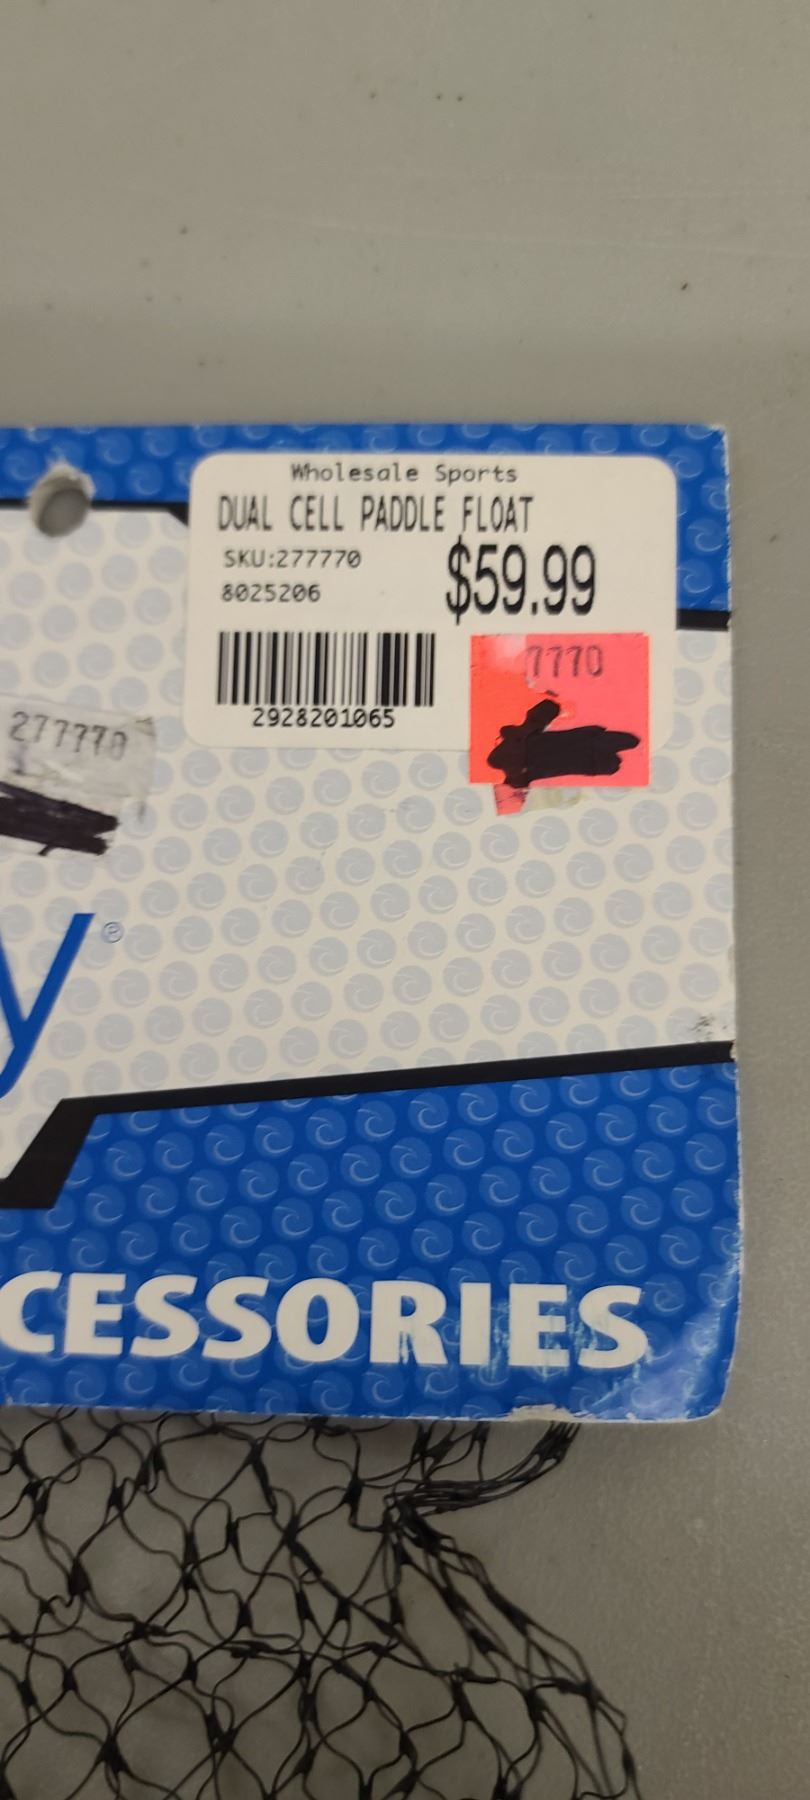 Wholesale Sports
DUAL CELL PADDLE FLOAT
SKU:277770
$59.99
8025206
7770
2928201065
277770
y®
CESSORIES